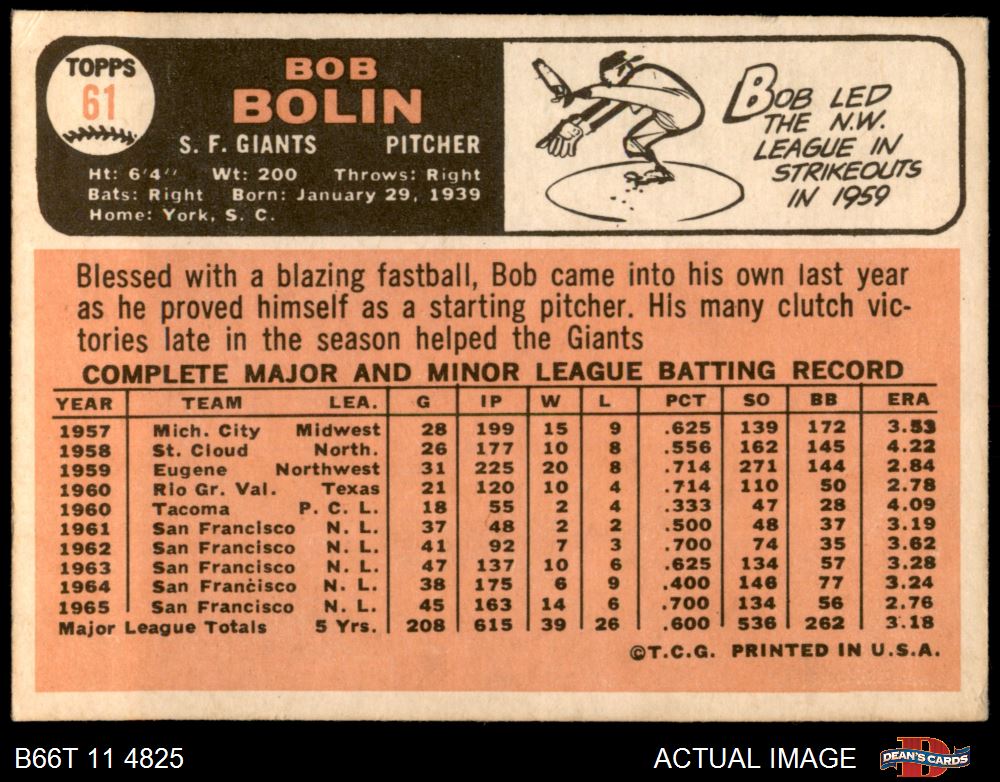 TOPPS
61
BOB
BOLIN
S. F. GIANTS PITCHER
Ht: 6'4" Wt: 200 Throws: Right
Bats: Right Born: January 29, 1939
Home: York, S. C.
BOB LED
THE N.W.
LEAGUE IN
STRIKEOUTS
IN 1959
Blessed with a blazing fastball, Bob came into his own last year
as he proved himself as a starting pitcher. His many clutch vic-
tories late in the season helped the Giants
COMPLETE MAJOR AND MINOR LEAGUE BATTING RECORD
YEAR TEAM LEA. G IP W L PCT SO BB ERA
1957 Mich. City Midwest 28 199 15 9 .625 139 172 3.53
1958 St. Cloud North. 26 177 10 8 .556 162 145 4.22
1959 Eugene Northwest 31 225 20 8 .714 271 144 2.84
1960 Rio Gr. Val. Texas 21 120 10 4 .714 110 50 2.78
1960 Tacoma P. C. L. 18 55 2 4 .333 47 28 4.09
1961 San Francisco N. L. 37 48 2 2 .500 48 37 3.19
1962 San Francisco N. L. 41 92 7 3 .700 74 35 3.62
1963 San Francisco N. L. 47 137 10 6 .625 134 57 3.28
1964 San Francisco N. L. 38 175 6 9 .400 146 77 3.24
1965 San Francisco N. L. 45 163 14 6 .700 134 56 2.76
Major League Totals 5 Yrs. 208 615 39 26 .600 536 262 3.18
©T.C.G. PRINTED IN U.S.A.
B66T 11 4825 ACTUAL IMAGE DEAN'S CARDS